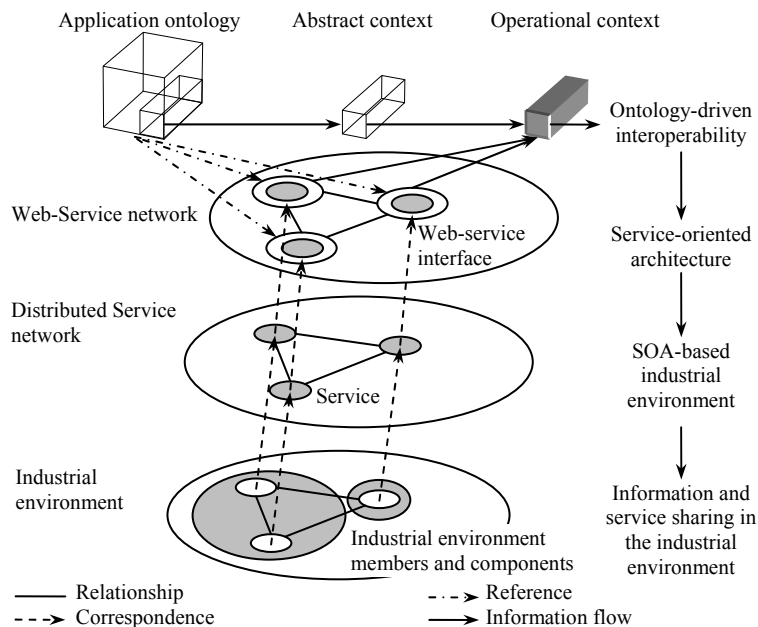 Application ontology
Abstract context
Operational context
Ontology-driven
interoperability
Web-Service network
Web-service
interface
Service-oriented
architecture
Distributed Service
network
Service
SOA-based
industrial
environment
Industrial
environment
Industrial environment
members and components
Information and
service sharing in
the industrial
environment
Relationship
Reference
Correspondence
Information flow